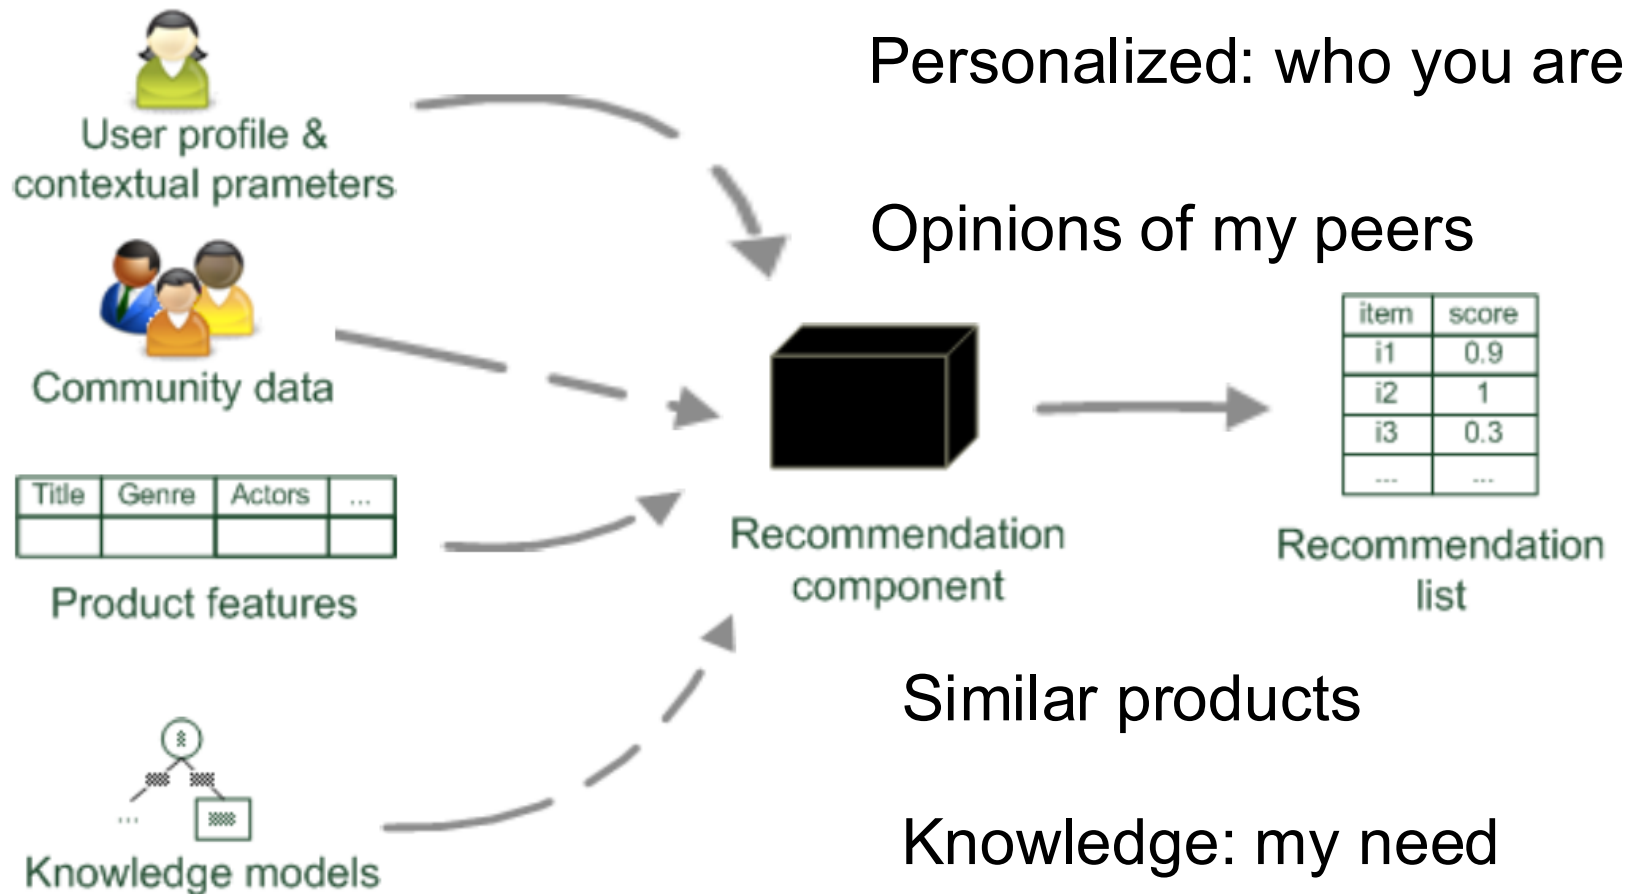 Personalized: who you are
User profile &
contextual prameters
Opinions of my peers
Community data
item score
i1 0.9
i2 1
i3 0.3
... ...
Title Genre Actors ...
Product features
Recommendation
component
Recommendation
list
Similar products
...
Knowledge models
Knowledge: my need